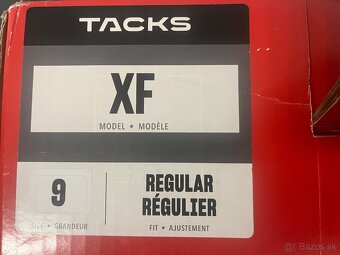 TACKS
XF
MODEL • MODÈLE
9
SIZE • GRANDEUR
REGULAR
RÉGULIER
FIT • AJUSTEMENT
Bazos.sk